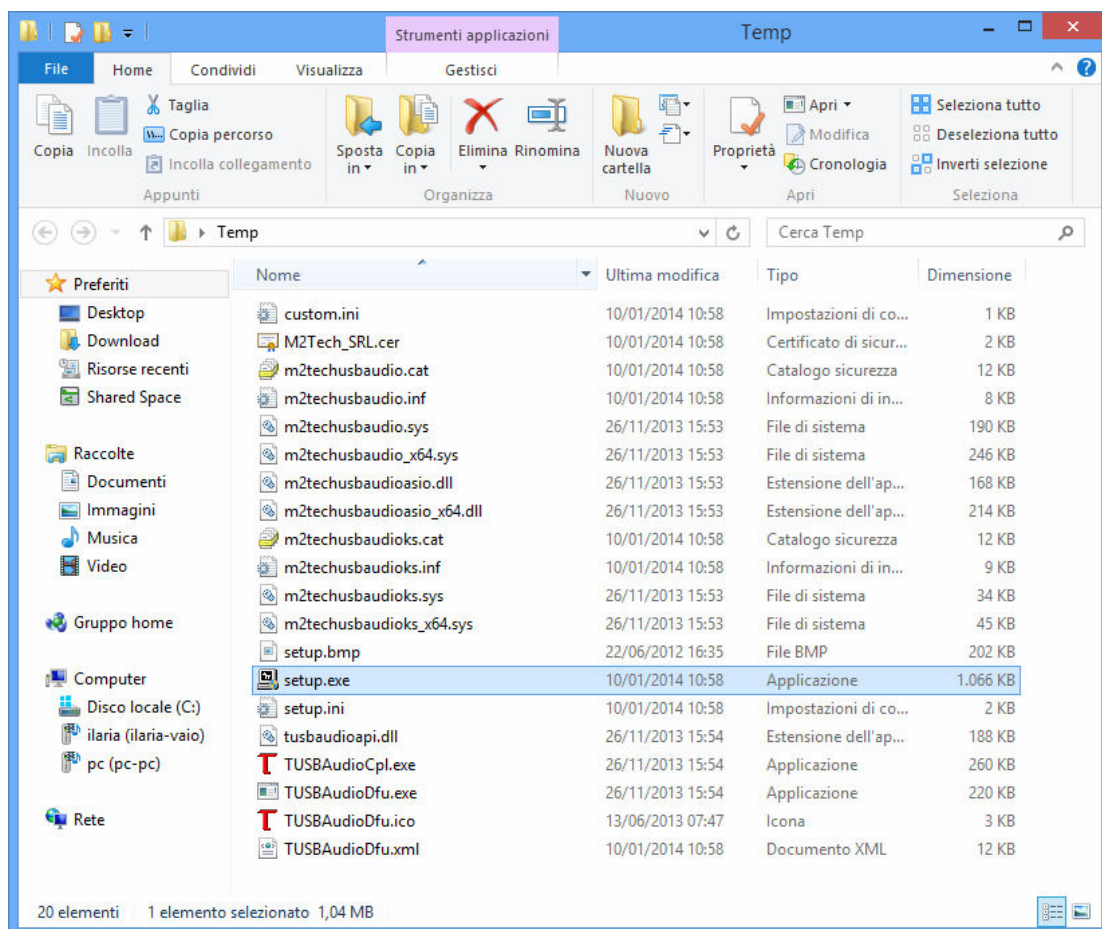 Strumenti applicazioni Temp
File Home Condividi Visualizza Gestisci
Copia Incolla Taglia Copia percorso Incolla collegamento
Sposta in Copia in Elimina Rinomina
Nuova cartella
Proprietà Apri Modifica Cronologia
Seleziona tutto Deseleziona tutto Inverti selezione
Appunti Organizza Nuovo Apri Seleziona
Temp Cerca Temp
Preferiti
Desktop
Download
Risorse recenti
Shared Space
Raccolte
Documenti
Immagini
Musica
Video
Gruppo home
Computer
Disco locale (C:)
ilaria (ilaria-vaio)
pc (pc-pc)
Rete
Nome Ultima modifica Tipo Dimensione
custom.ini 10/01/2014 10:58 Impostazioni di co... 1 KB
M2Tech_SRL.cer 10/01/2014 10:58 Certificato di sicur... 2 KB
m2techusbaudio.cat 10/01/2014 10:58 Catalogo sicurezza 12 KB
m2techusbaudio.inf 10/01/2014 10:58 Informazioni di in... 8 KB
m2techusbaudio.sys 26/11/2013 15:53 File di sistema 190 KB
m2techusbaudio_x64.sys 26/11/2013 15:53 File di sistema 246 KB
m2techusbaudioasio.dll 26/11/2013 15:53 Estensione dell'ap... 168 KB
m2techusbaudioasio_x64.dll 26/11/2013 15:53 Estensione dell'ap... 214 KB
m2techusbaudioks.cat 10/01/2014 10:58 Catalogo sicurezza 12 KB
m2techusbaudioks.inf 10/01/2014 10:58 Informazioni di in... 9 KB
m2techusbaudioks.sys 26/11/2013 15:53 File di sistema 34 KB
m2techusbaudioks_x64.sys 26/11/2013 15:53 File di sistema 45 KB
setup.bmp 22/06/2012 16:35 File BMP 202 KB
setup.exe 10/01/2014 10:58 Applicazione 1.066 KB
setup.ini 10/01/2014 10:58 Impostazioni di co... 2 KB
tusbaudioapi.dll 26/11/2013 15:54 Estensione dell'ap... 188 KB
TUSBAudioCpl.exe 26/11/2013 15:54 Applicazione 260 KB
TUSBAudioDfu.exe 26/11/2013 15:54 Applicazione 220 KB
TUSBAudioDfu.ico 13/06/2013 07:47 Icona 3 KB
TUSBAudioDfu.xml 10/01/2014 10:58 Documento XML 12 KB
20 elementi 1 elemento selezionato 1,04 MB